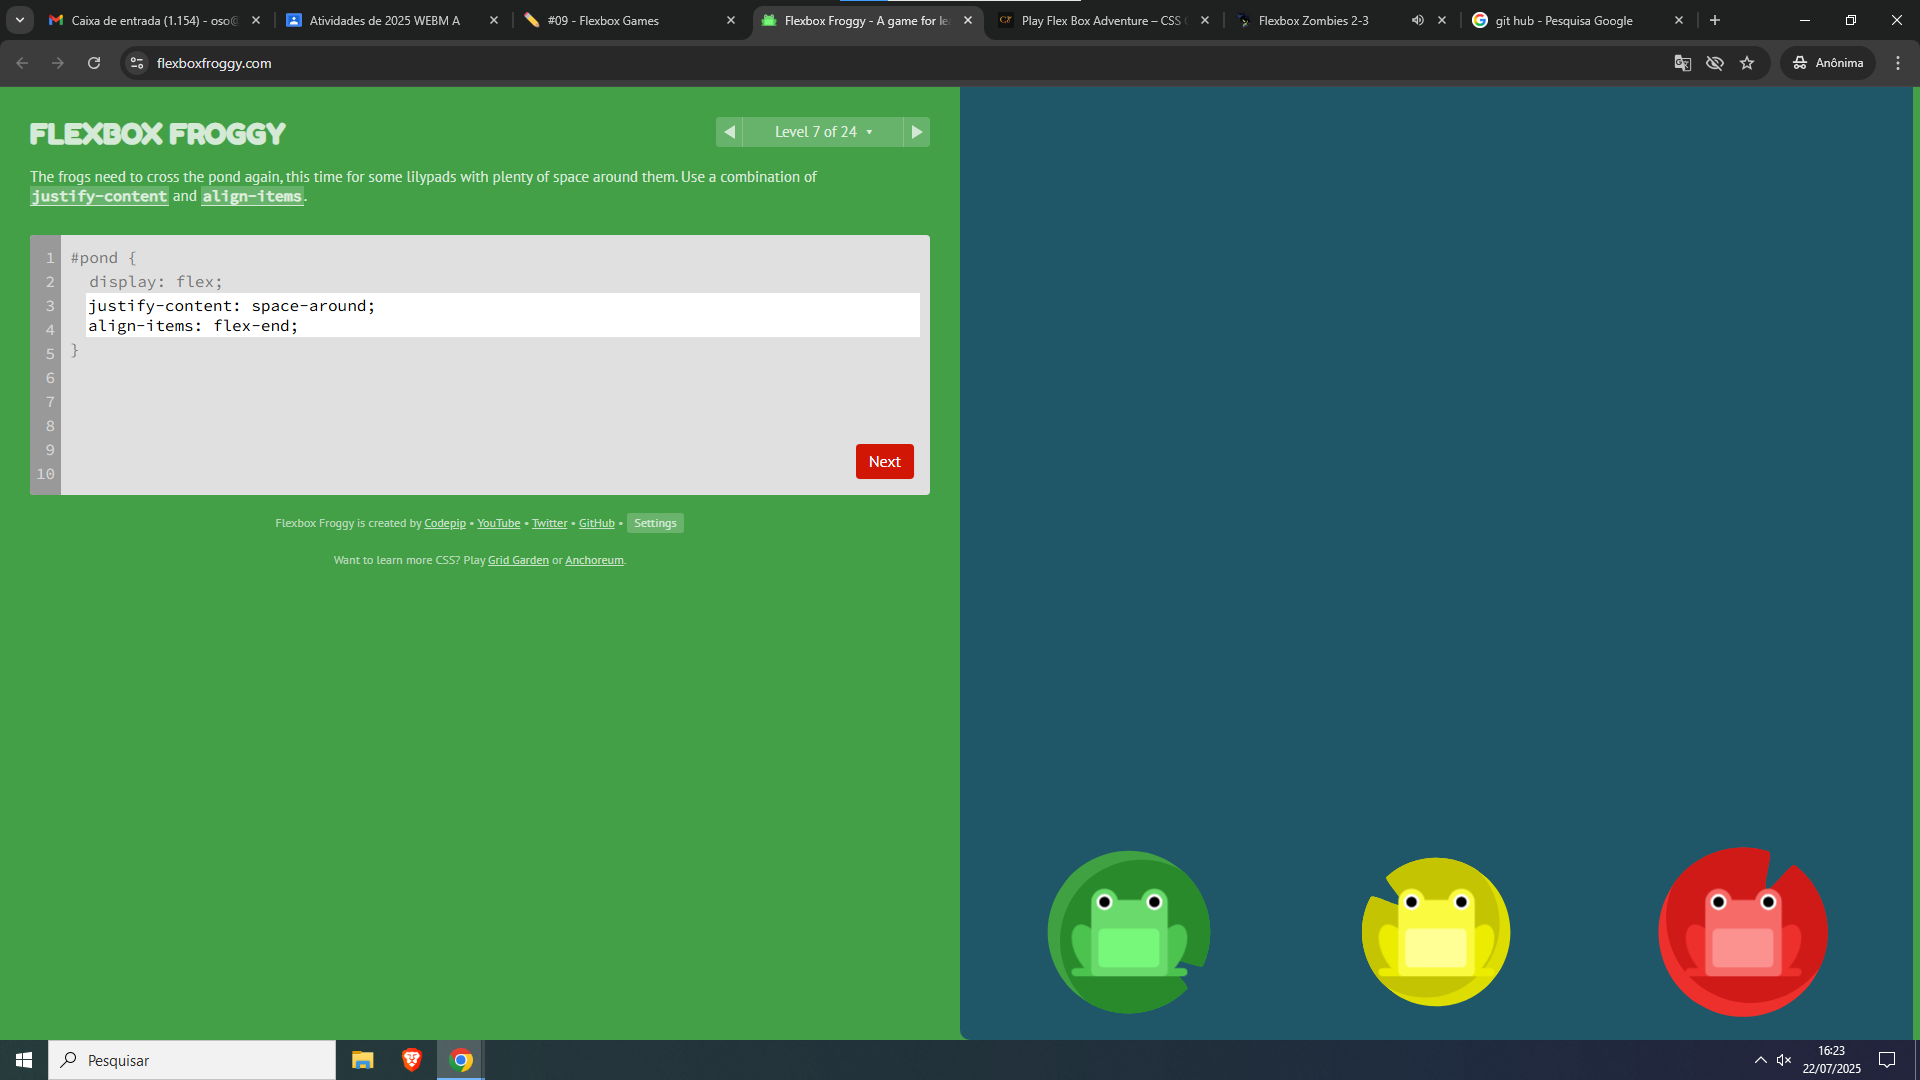 Caixa de entrada (1.154) - oso@
Atividades de 2025 WEBM A
#09 - Flexbox Games
Flexbox Froggy - A game for le
Play Flex Box Adventure – CSS
Flexbox Zombies 2-3
git hub - Pesquisa Google
flexboxfroggy.com
Anônima
FLEXBOX FROGGY
Level 7 of 24
The frogs need to cross the pond again, this time for some lilypads with plenty of space around them. Use a combination of
justify-content and align-items.
1 #pond {
2 display: flex;
3 justify-content: space-around;
4 align-items: flex-end;
5 }
6
7
8
9
10
Next
Flexbox Froggy is created by Codepip • YouTube • Twitter • GitHub • Settings
Want to learn more CSS? Play Grid Garden or Anchoreum.
Pesquisar
16:23
22/07/2025